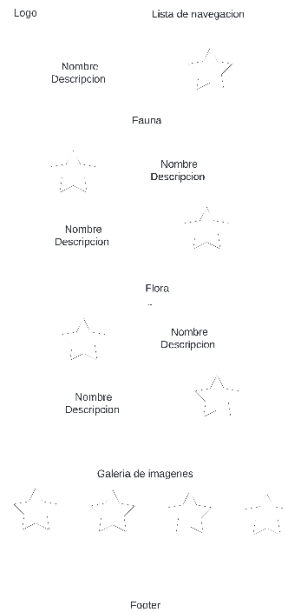 Logo
Lista de navegacion
Nombre
Descripcion
Fauna
Nombre
Descripcion
Nombre
Descripcion
Flora
Nombre
Descripcion
Nombre
Descripcion
Galeria de imagenes
Footer